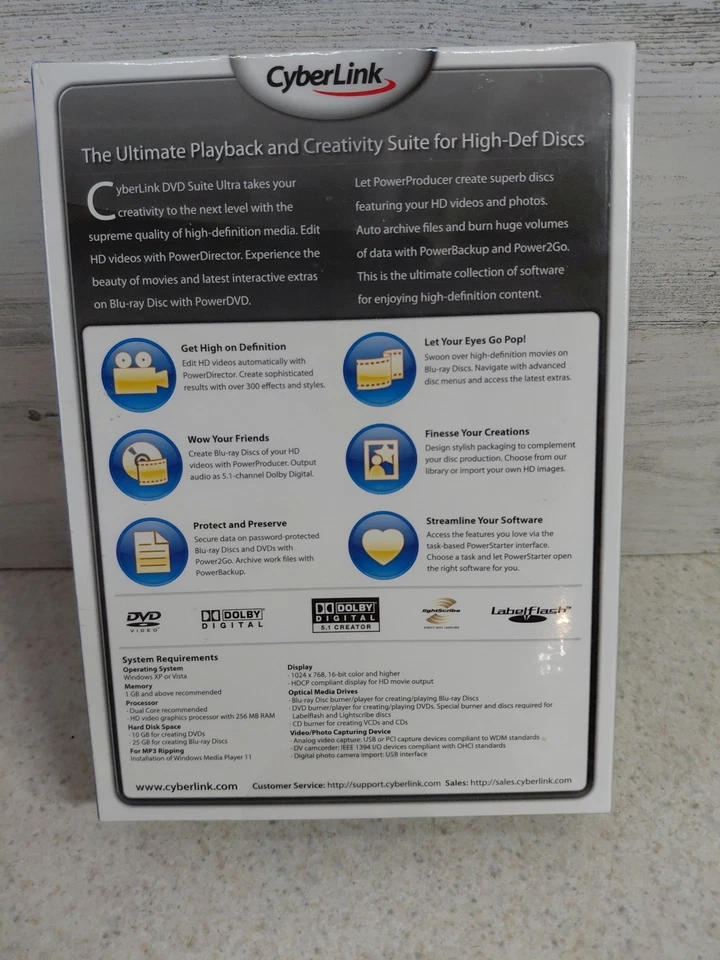 CyberLink
The Ultimate Playback and Creativity Suite for High-Def Discs
CyberLink DVD Suite Ultra takes your
creativity to the next level with the
supreme quality of high-definition media. Edit
HD videos with PowerDirector. Experience the
beauty of movies and latest interactive extras
on Blu-ray Disc with PowerDVD.
Let PowerProducer create superb discs
featuring your HD videos and photos.
Auto archive files and burn huge volumes
of data with PowerBackup and Power2Go.
This is the ultimate collection of software
for enjoying high-definition content.
Get High on Definition
Edit HD videos automatically with
PowerDirector. Create sophisticated
results with over 300 effects and styles.
Let Your Eyes Go Pop!
Swoon over high-definition movies on
Blu-ray Discs. Navigate with advanced
disc menus and access the latest extras.
Wow Your Friends
Create Blu-ray Discs of your HD
videos with PowerProducer. Output
audio as 5.1-channel Dolby Digital.
Finesse Your Creations
Design stylish packaging to complement
your disc production. Choose from our
library or import your own HD images.
Protect and Preserve
Secure data on password-protected
Blu-ray Discs and DVDs with
Power2Go. Archive work files with
PowerBackup.
Streamline Your Software
Access the features you love via the
task-based PowerStarter interface.
Choose a task and let PowerStarter open
the right software for you.
DVD
VIDEO
DOLBY
DIGITAL
DOLBY
DIGITAL
5.1 CREATOR
lightScribe
Labelflash™
System Requirements
Operating System
Windows XP or Vista
Memory
1 GB and above recommended
Processor
- Dual Core recommended
- HD video graphics processor with 256 MB RAM
Hard Disk Space
- 10 GB for creating DVDs
- 25 GB for creating Blu-ray Discs
For MP3 Ripping
Installation of Windows Media Player 11
Display
- 1024 x 768, 16-bit color and higher
- HDCP compliant display for HD movie output
Optical Media Drives
- Blu-ray Disc burner/player for creating/playing Blu-ray Discs
- DVD burner/player for creating/playing DVDs. Special burner and discs required for
Labelflash and Lightscribe discs
- CD burner for creating VCDs and CDs
Video/Photo Capturing Device
- Analog video capture: USB or PCI capture devices compliant to WDM standards
- DV camcorder: IEEE 1394 I/O devices compliant with OHCI standards
- Digital photo camera import: USB interface
www.cyberlink.com Customer Service: http://support.cyberlink.com Sales: http://sales.cyberlink.com